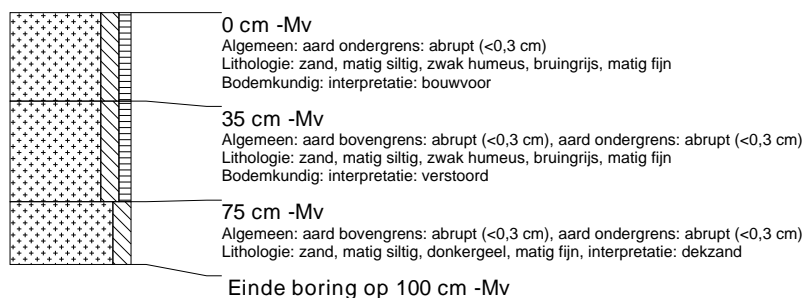 0 cm -Mv
Algemeen: aard ondergrens: abrupt (<0,3 cm)
Lithologie: zand, matig siltig, zwak humeus, bruingrijs, matig fijn
Bodemkundig: interpretatie: bouwvoor
35 cm -Mv
Algemeen: aard bovengrens: abrupt (<0,3 cm), aard ondergrens: abrupt (<0,3 cm)
Lithologie: zand, matig siltig, zwak humeus, bruingrijs, matig fijn
Bodemkundig: interpretatie: verstoord
75 cm -Mv
Algemeen: aard bovengrens: abrupt (<0,3 cm), aard ondergrens: abrupt (<0,3 cm)
Lithologie: zand, matig siltig, donkergeel, matig fijn, interpretatie: dekzand
Einde boring op 100 cm -Mv